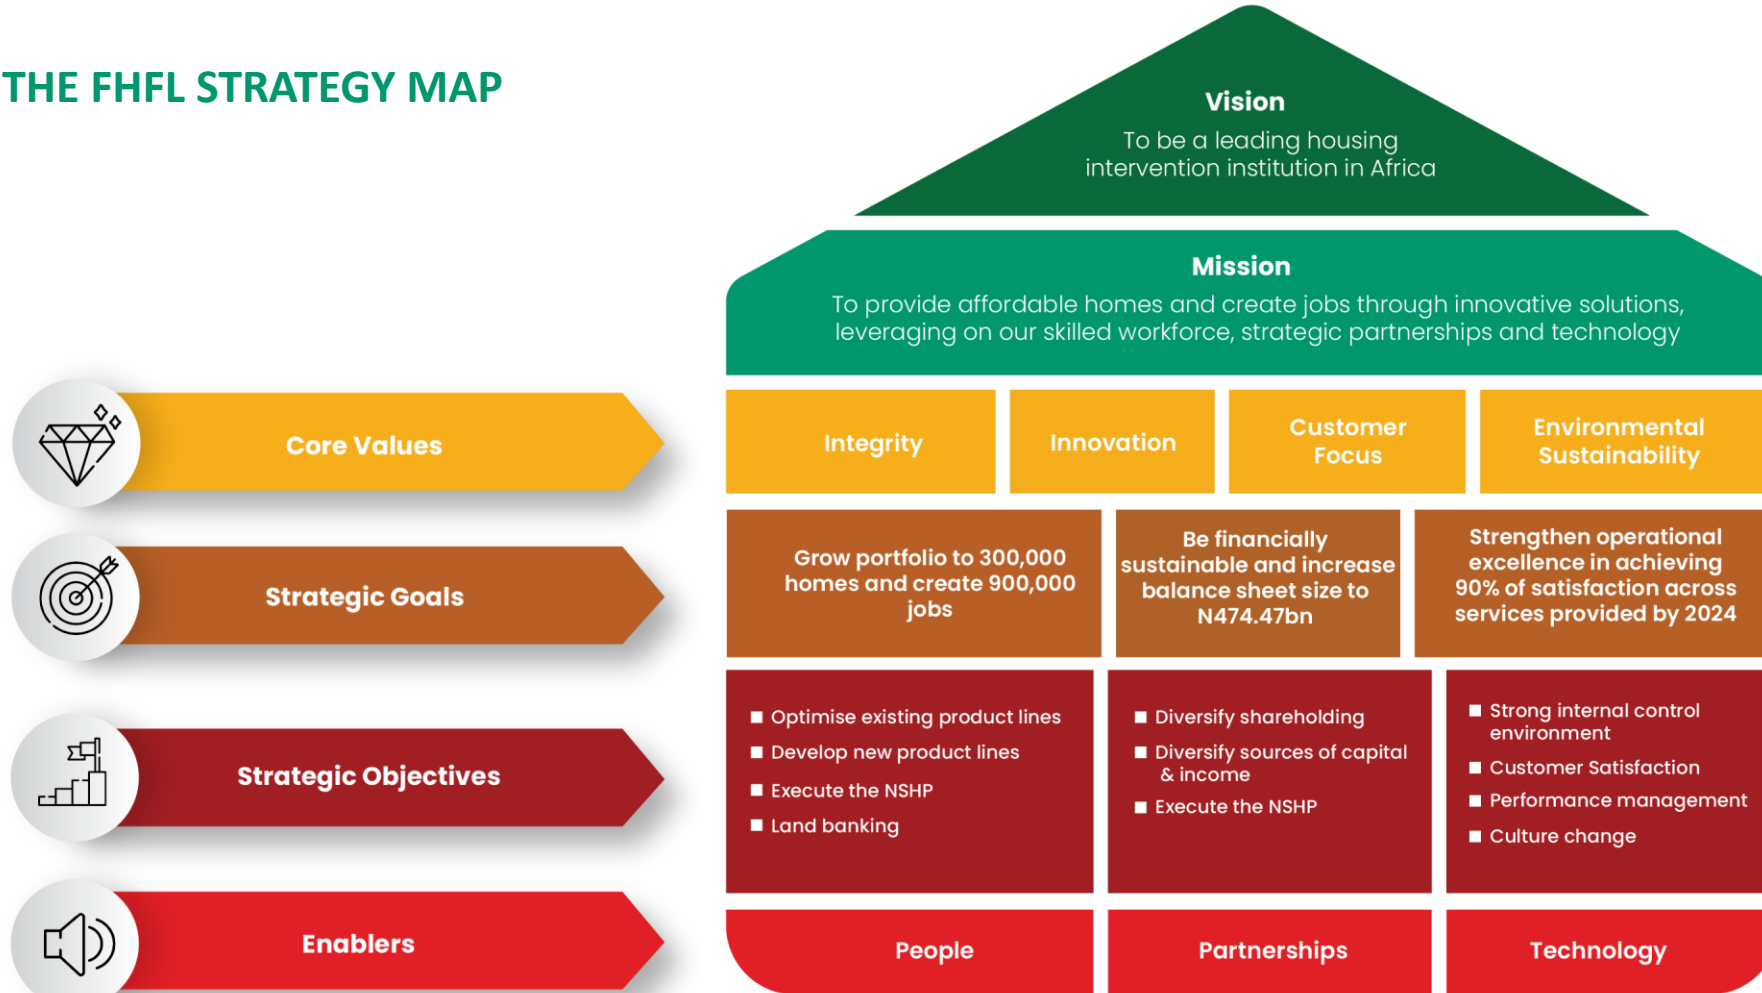 THE FHFL STRATEGY MAP
Vision
To be a leading housing
intervention institution in Africa
Mission
To provide affordable homes and create jobs through innovative solutions,
leveraging on our skilled workforce, strategic partnerships and technology
Core Values
Integrity
Innovation
Customer
Focus
Environmental
Sustainability
Strategic Goals
Grow portfolio to 300,000
homes and create 900,000
jobs
Be financially
sustainable and increase
balance sheet size to
N474.47bn
Strengthen operational
excellence in achieving
90% of satisfaction across
services provided by 2024
Strategic Objectives
■ Optimise existing product lines
■ Develop new product lines
■ Execute the NSHP
■ Land banking
■ Diversify shareholding
■ Diversify sources of capital
& income
■ Execute the NSHP
■ Strong internal control
environment
■ Customer Satisfaction
■ Performance management
■ Culture change
Enablers
People
Partnerships
Technology